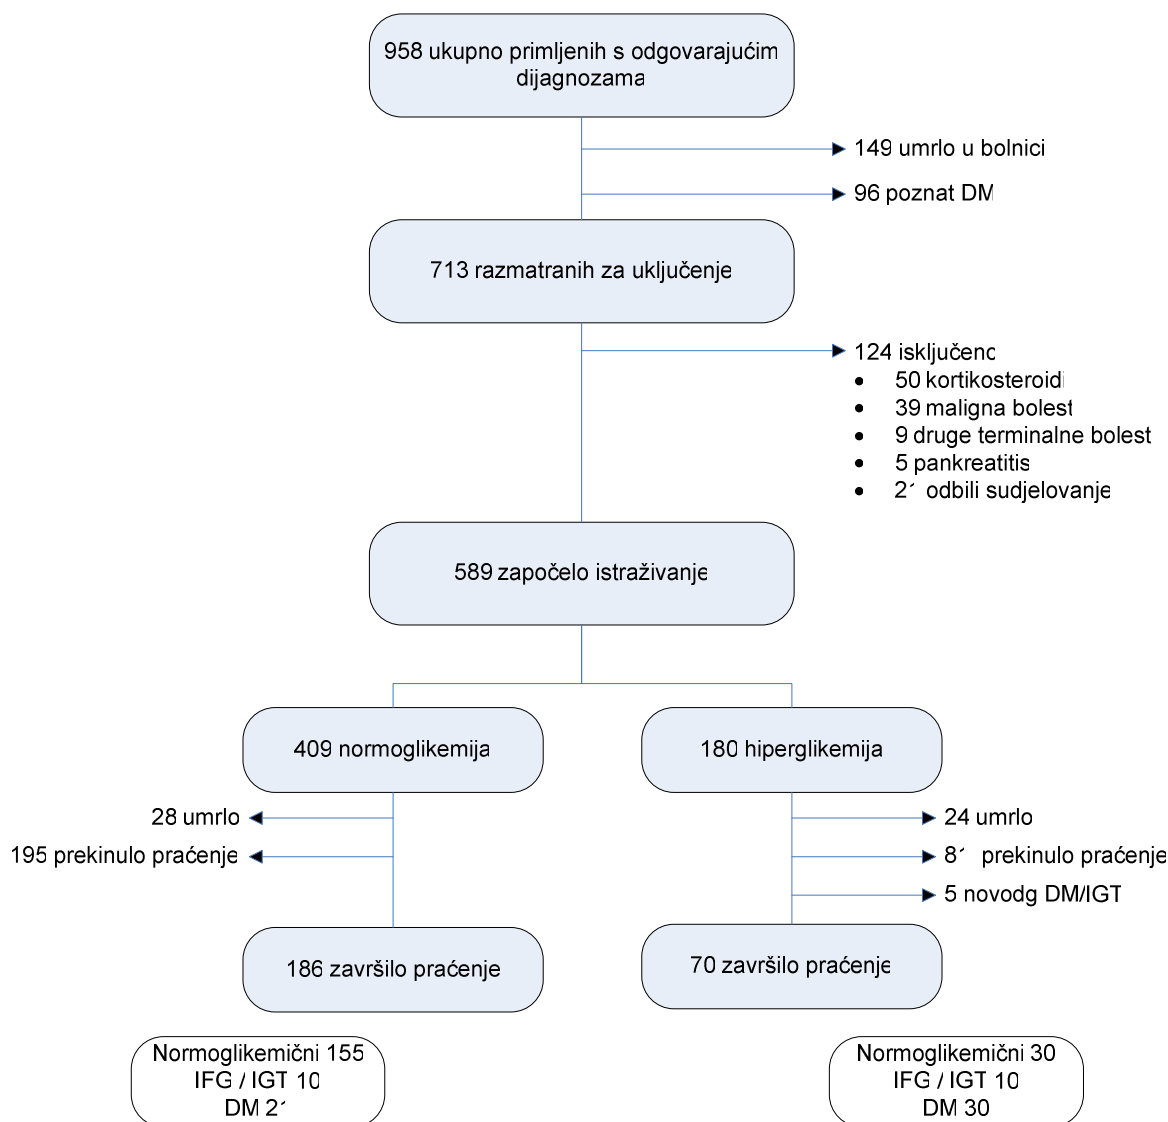 958 ukupno primljenih s odgovarajućim
dijagnozama
149 umrlo u bolnici
96 poznat DM
713 razmatranih za uključenje
124 isključeno
• 50 kortikosteroidi
• 39 maligna bolest
• 9 druge terminalne bolest
• 5 pankreatitis
• 21 odbili sudjelovanje
589 započelo istraživanje
409 normoglikemija
180 hiperglikemija
28 umrlo
24 umrlo
195 prekinulo praćenje
81 prekinulo praćenje
5 novodg DM/IGT
186 završilo praćenje
70 završilo praćenje
Normoglikemični 155
IFG / IGT 10
DM 21
Normoglikemični 30
IFG / IGT 10
DM 30